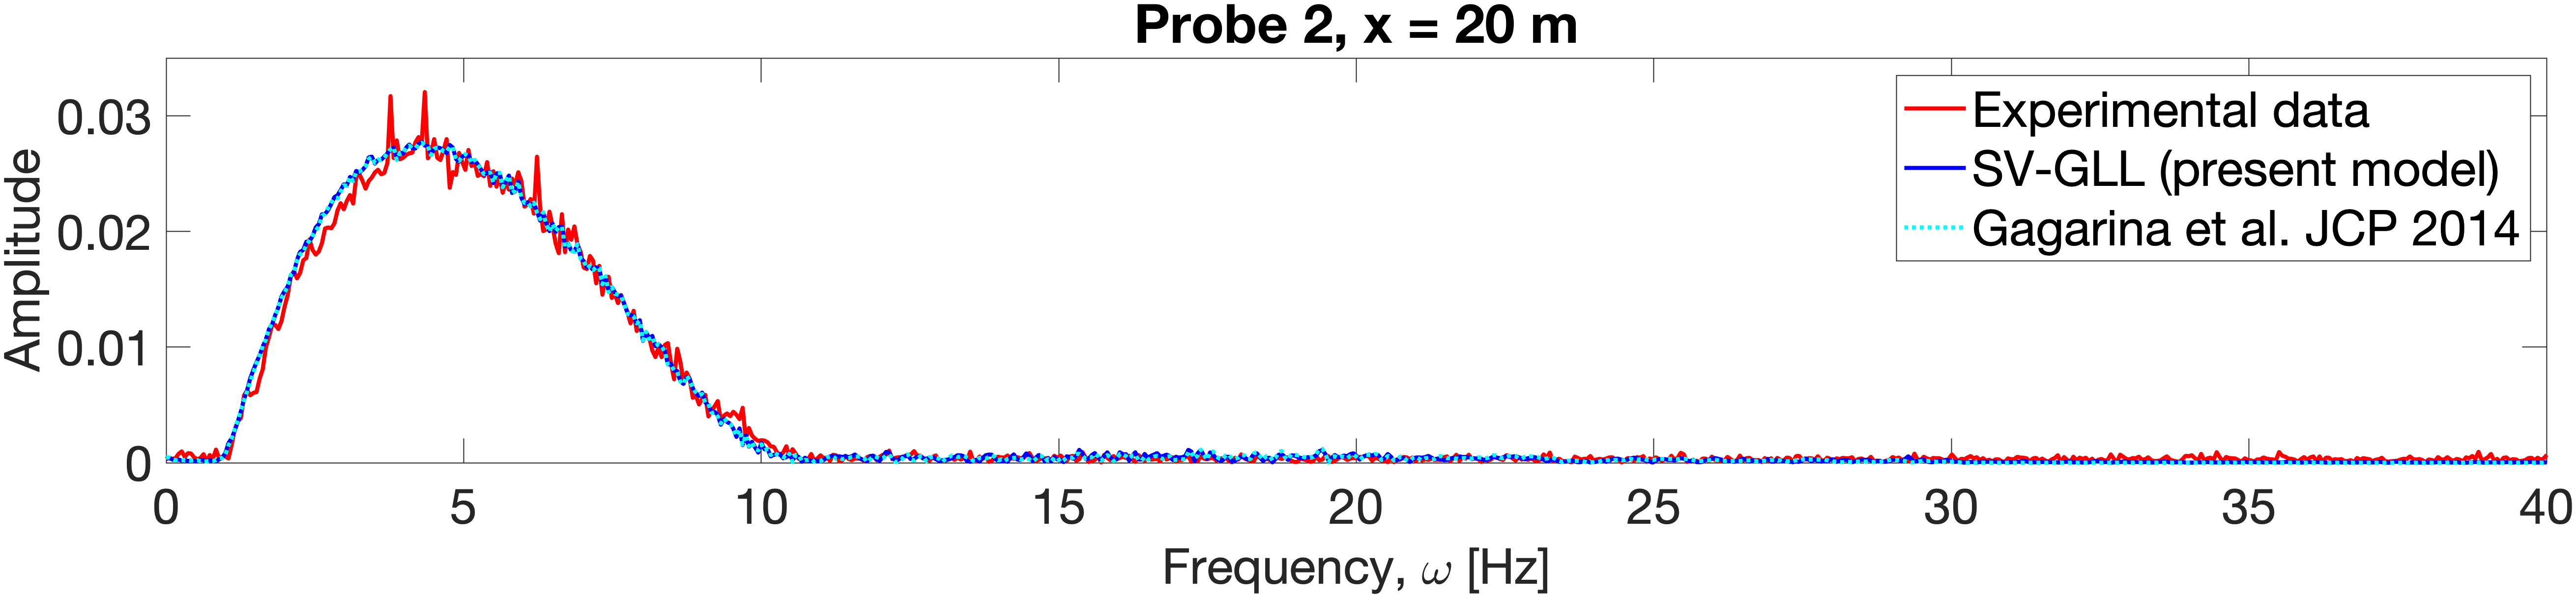 Probe 2, x = 20 m
Amplitude
0.03
0.02
0.01
0
Experimental data
SV-GLL (present model)
Gagarina et al. JCP 2014
0 5 10 15 20 25 30 35 40
Frequency, ω [Hz]